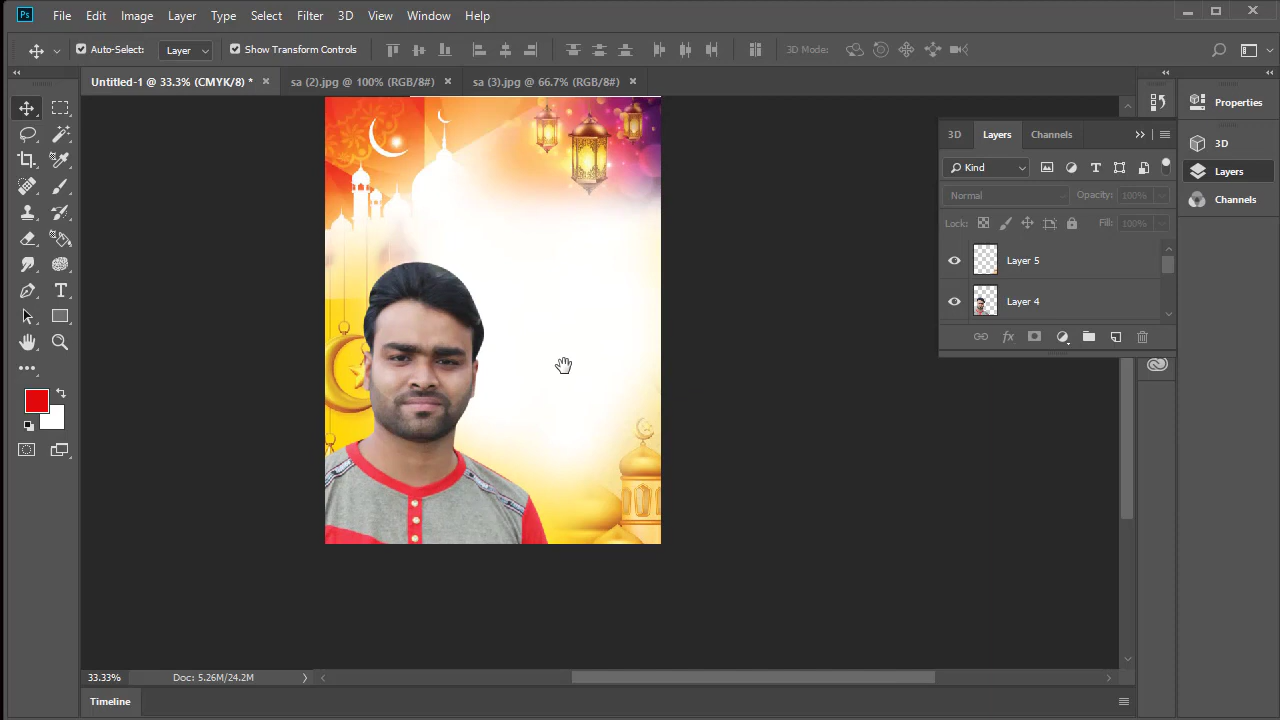 Ps File Edit Image Layer Type Select Filter 3D View Window Help
Auto-Select: Layer Show Transform Controls 3D Mode:
Untitled-1 @ 33.3% (CMYK/8) * × sa (2).jpg @ 100% (RGB/8#) × sa (3).jpg @ 66.7% (RGB/8#) ×
Properties
3D
Layers
Channels
3D Layers Channels
Kind
Normal Opacity: 100%
Lock: Fill: 100%
Layer 5
Layer 4
33.33% Doc: 5.26M/24.2M
Timeline